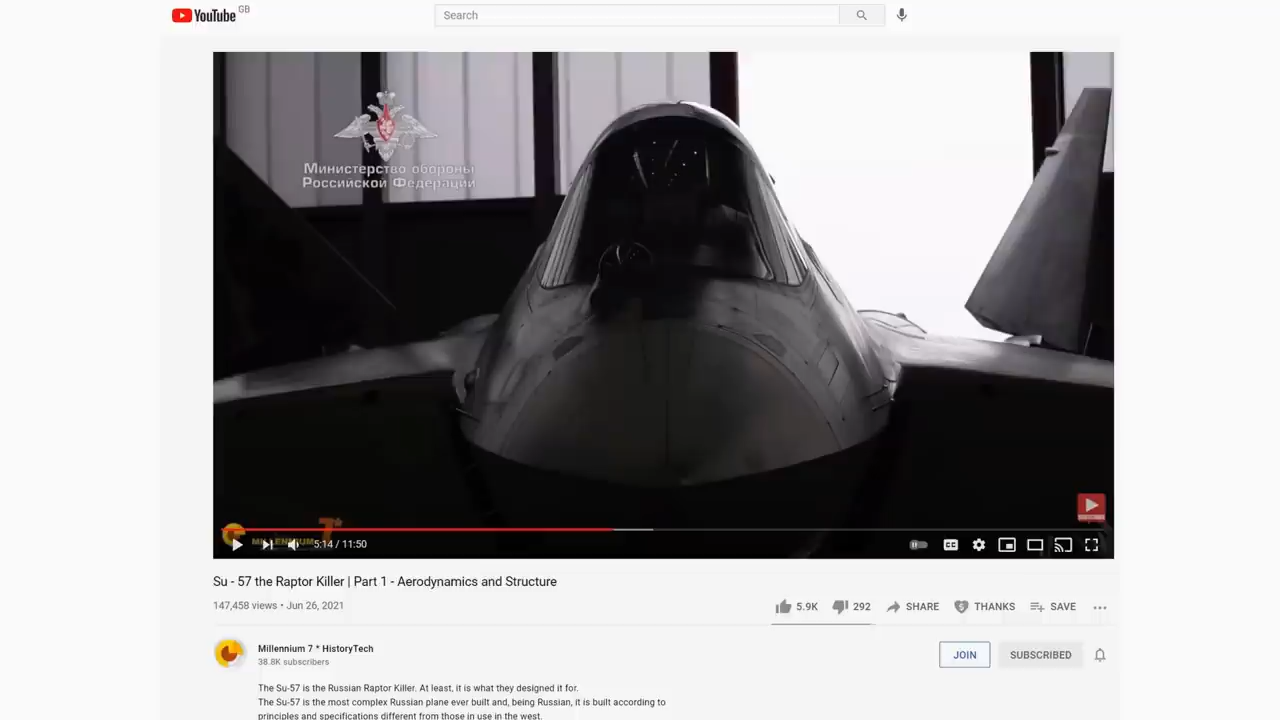 YouTube GB
Search
Министерство обороны
Российской Федерации
MILLENNIUM 7*
5:14 / 11:50
CC
Su - 57 the Raptor Killer | Part 1 - Aerodynamics and Structure
147,458 views • Jun 26, 2021
5.9K 292 SHARE THANKS SAVE
Millennium 7 * HistoryTech
38.8K subscribers
JOIN SUBSCRIBED
The Su-57 is the Russian Raptor Killer. At least, it is what they designed it for.
The Su-57 is the most complex Russian plane ever built and, being Russian, it is built according to
principles and specifications different from those in use in the west.